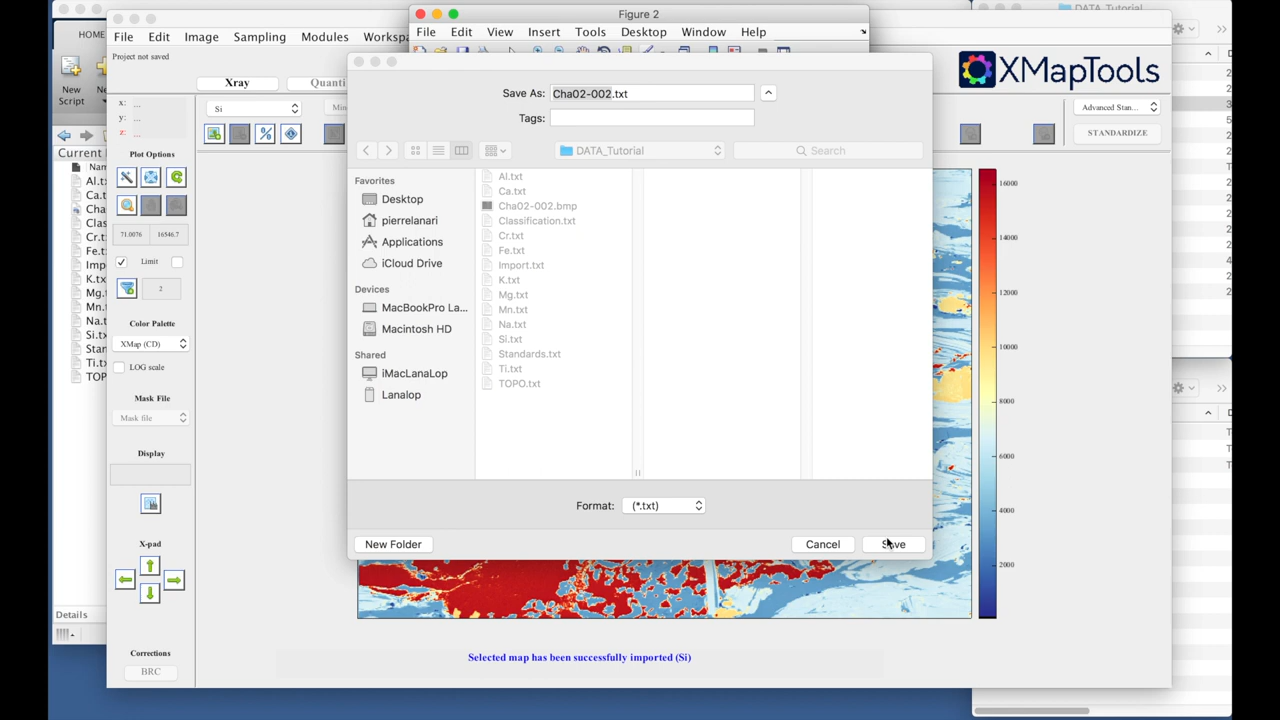 DATA_Tutorial
Figure 2
HOME
File Edit Image Sampling Modules Workspa
File Edit View Insert Tools Desktop Window Help
Project not saved
XMapTools
Xray
Quanti
New
Script
New
x: ...
y: ...
z: ...
Si
Min
Advanced Stan...
STANDARDIZE
Save As: Cha02-002.txt
Tags:
DATA_Tutorial
Search
Current
Nam
Al.tx
Ca.t
Cha
Clas
Cr.tx
Fe.t
Imp
K.tx
Mg.
Mn.
Na.t
Si.tx
Stan
Ti.t
TOP
Plot Options
71.0076 16546.7
Limit
2
Color Palette
XMap (CD)
LOG scale
Mask File
Mask file
Display
X-pad
Corrections
BRC
Details
Favorites
Desktop
pierrelanari
Applications
iCloud Drive
Devices
MacBookPro La...
Macintosh HD
Shared
iMacLanaLop
Lanalop
Al.txt
Ca.txt
Cha02-002.bmp
Classification.txt
Cr.txt
Fe.txt
Import.txt
K.txt
Mg.txt
Mn.txt
Na.txt
Si.txt
Standards.txt
Ti.txt
TOPO.txt
Format: (*.txt)
New Folder
Cancel
Save
16000
14000
12000
10000
8000
6000
4000
2000
Selected map has been successfully imported (Si)